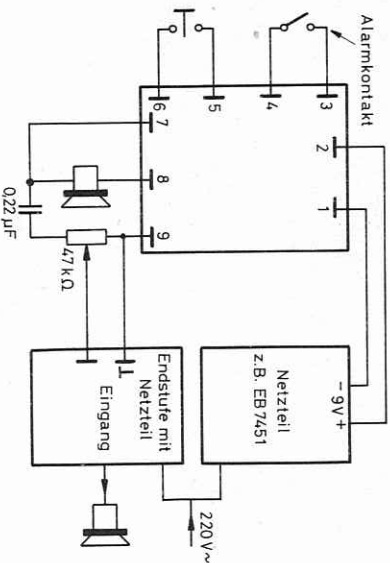 Alarmkontakt
3
4
5
6
2
1
7
8
9
0,22 µF
47 kΩ
- 9V +
Netzteil
z.B. EB 7451
Endstufe mit
Netzteil
Eingang
220 V ~